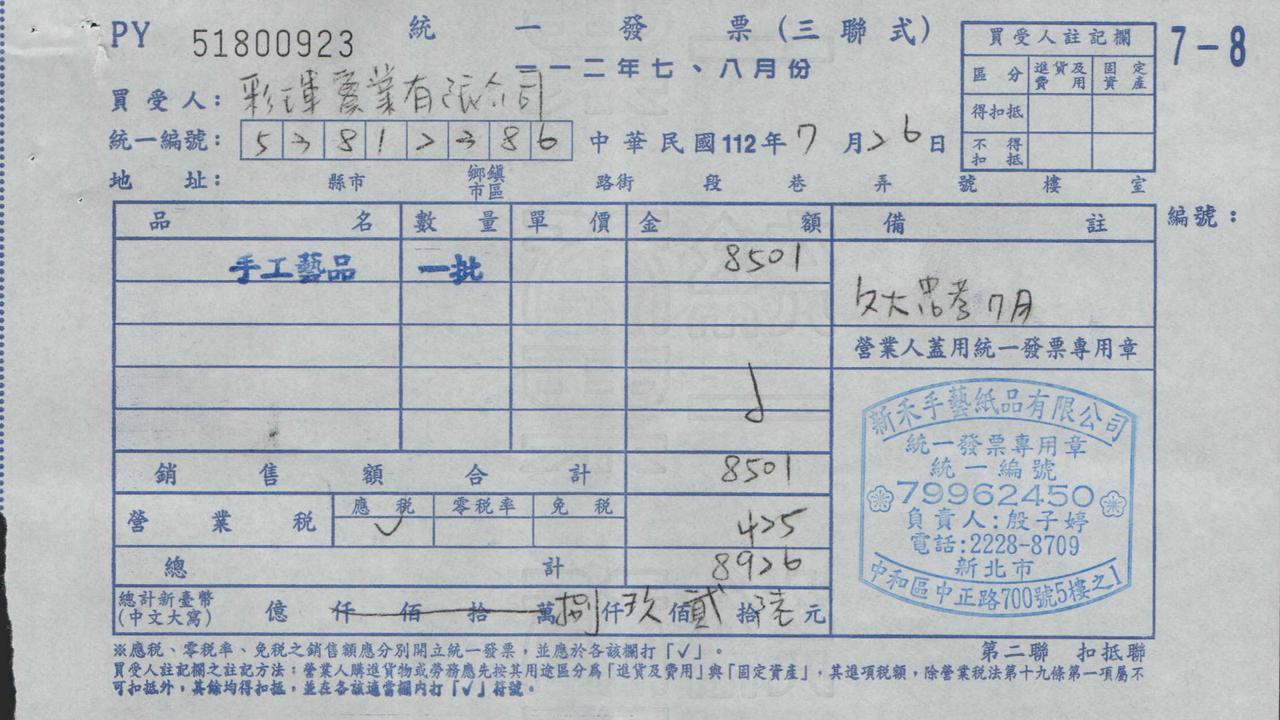 PY 51800923 統一發票(三聯式) 7-8
一一二年七、八月份
買受人註記欄
區分 進貨及費用 固定資產
得扣抵
不得扣抵
買受人: 有限公司
統一編號: 53812386 中華民國112年7月26日
地址: 縣市 鄉鎮市區 路街 段 巷 弄 號 樓 室
編號:
品名 數量 單價 金額 備註
手工藝品 一批 8501
文大忠孝7月
營業人蓋用統一發票專用章
新禾手藝紙品有限公司
統一發票專用章
統一編號
79962450
負責人:殷子婷
電話:2228-8709
新北市
中和區中正路700號5樓之1
銷售額合計 8501
營業稅 應稅 零稅率 免稅 425
✓
總計 8926
總計新臺幣(中文大寫) 億仟佰拾萬捌仟玖佰貳拾陸元
※應稅、零稅率、免稅之銷售額應分別開立統一發票,並應於各該欄打「✓」。
第二聯 扣抵聯
買受人註記欄之註記方法:營業人購進貨物或勞務應先按其用途區分為「進貨及費用」與「固定資產」,其進項稅額,除營業稅法第十九條第一項屬不
可扣抵外,其餘均得扣抵,並在各該適當欄內打「✓」符號。